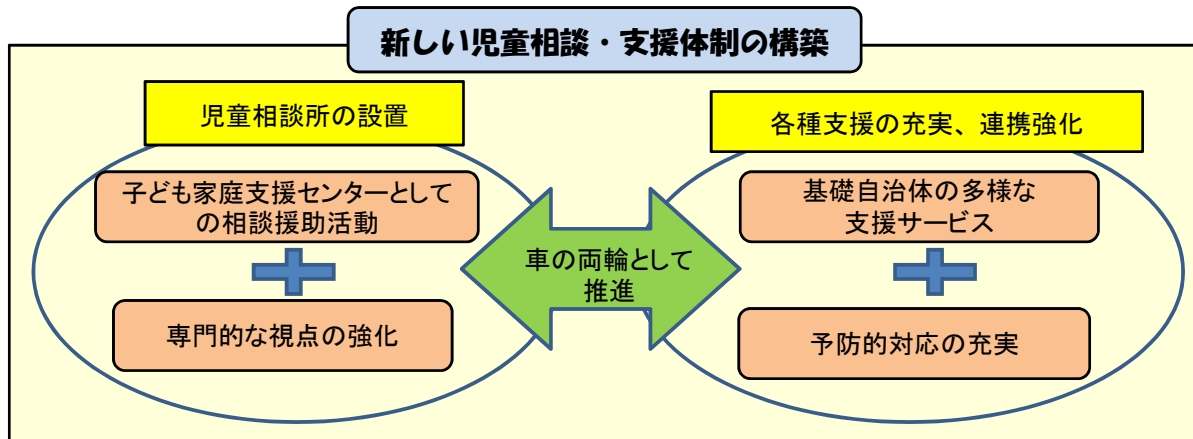 新しい児童相談・支援体制の構築
児童相談所の設置
子ども家庭支援センターとして
の相談援助活動
専門的な視点の強化
車の両輪として
推進
各種支援の充実、連携強化
基礎自治体の多様な
支援サービス
予防的対応の充実